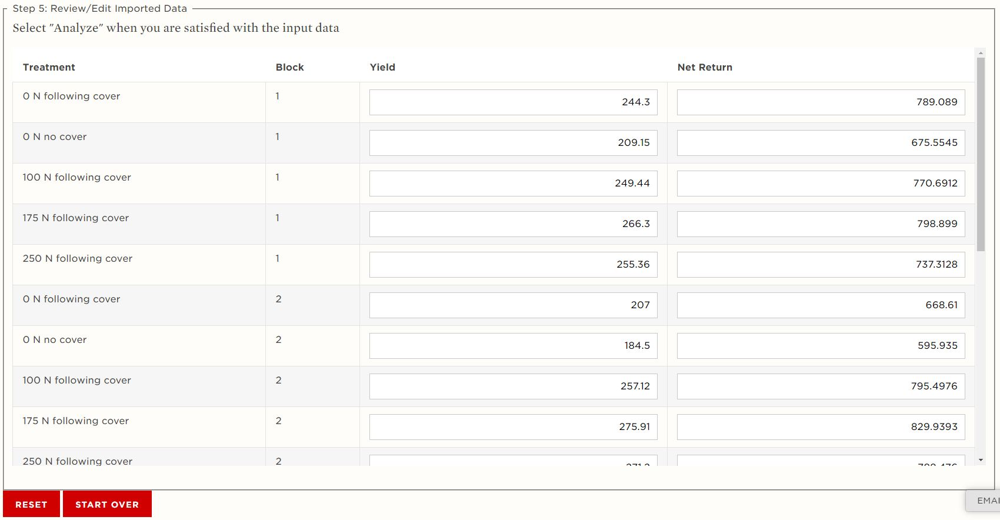 Step 5: Review/Edit Imported Data
Select "Analyze" when you are satisfied with the input data
Treatment Block Yield Net Return
0 N following cover 1 244.3 789.089
0 N no cover 1 209.15 675.5545
100 N following cover 1 249.44 770.6912
175 N following cover 1 266.3 798.899
250 N following cover 1 255.36 737.3128
0 N following cover 2 207 668.61
0 N no cover 2 184.5 595.935
100 N following cover 2 257.12 795.4976
175 N following cover 2 275.91 829.9393
250 N following cover 2
RESET START OVER
EMAI